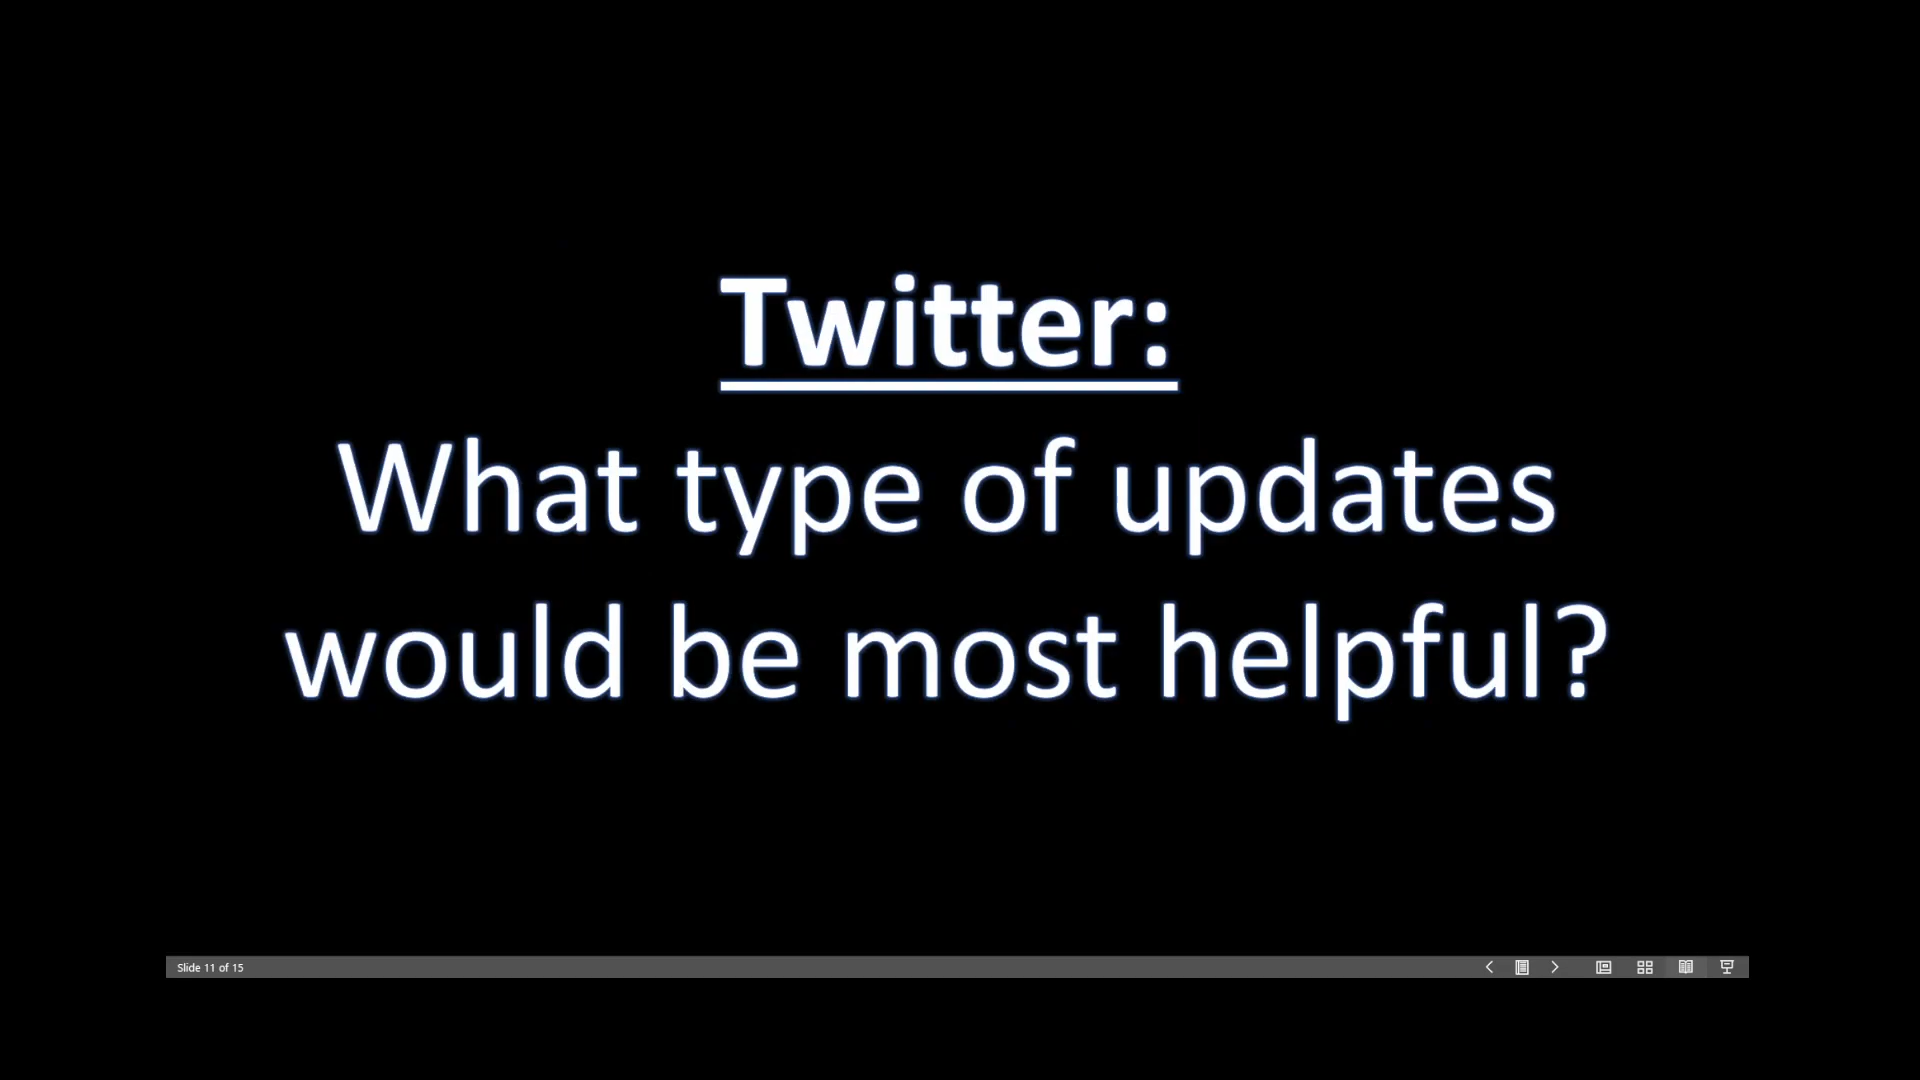 Twitter:
What type of updates
would be most helpful?
Slide 11 of 15